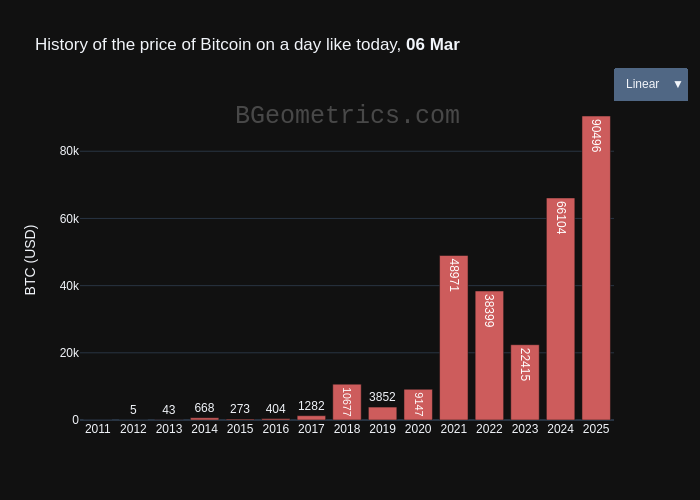 History of the price of Bitcoin on a day like today, 06 Mar
Linear ▼
BGeometrics.com
BTC (USD)
80k
60k
40k
20k
0
5
43
668
273
404
1282
10677
3852
9147
48971
38399
22415
66104
90496
2011 2012 2013 2014 2015 2016 2017 2018 2019 2020 2021 2022 2023 2024 2025